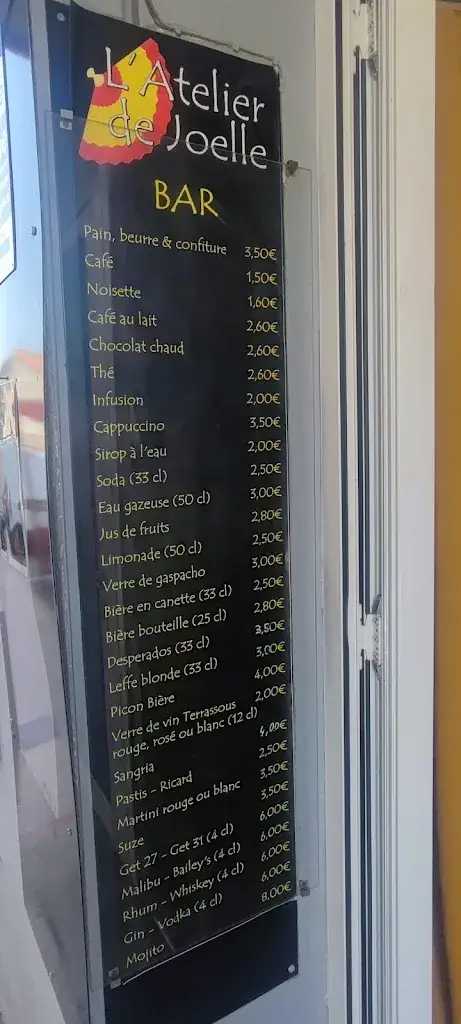 L'Atelier
de Joelle
BAR
Pain, beurre & confiture 3,50€
Café 1,50€
Noisette 1,60€
Café au lait 2,60€
Chocolat chaud 2,60€
Thé 2,60€
Infusion 2,00€
Cappuccino 3,50€
Sirop à l'eau 2,00€
Soda (33 cl) 2,50€
Eau gazeuse (50 cl) 3,00€
Jus de fruits 2,80€
Limonade (50 cl) 2,50€
Verre de gaspacho 3,00€
Bière en canette (33 cl) 2,50€
Bière bouteille (25 cl) 2,80€
Desperados (33 cl) 3,50€
Leffe blonde (33 cl) 3,00€
Picon Bière 4,00€
Verre de vin Terrassous
rouge, rosé ou blanc (12 cl) 2,00€
Sangria 4,00€
Pastis - Ricard 2,50€
Martini rouge ou blanc 3,50€
Suze 3,50€
Get 27 - Get 31 (4 cl) 6,00€
Malibu - Bailey's (4 cl) 6,00€
Rhum - Whiskey (4 cl) 6,00€
Gin - Vodka (4 cl) 6,00€
Mojito 8,00€